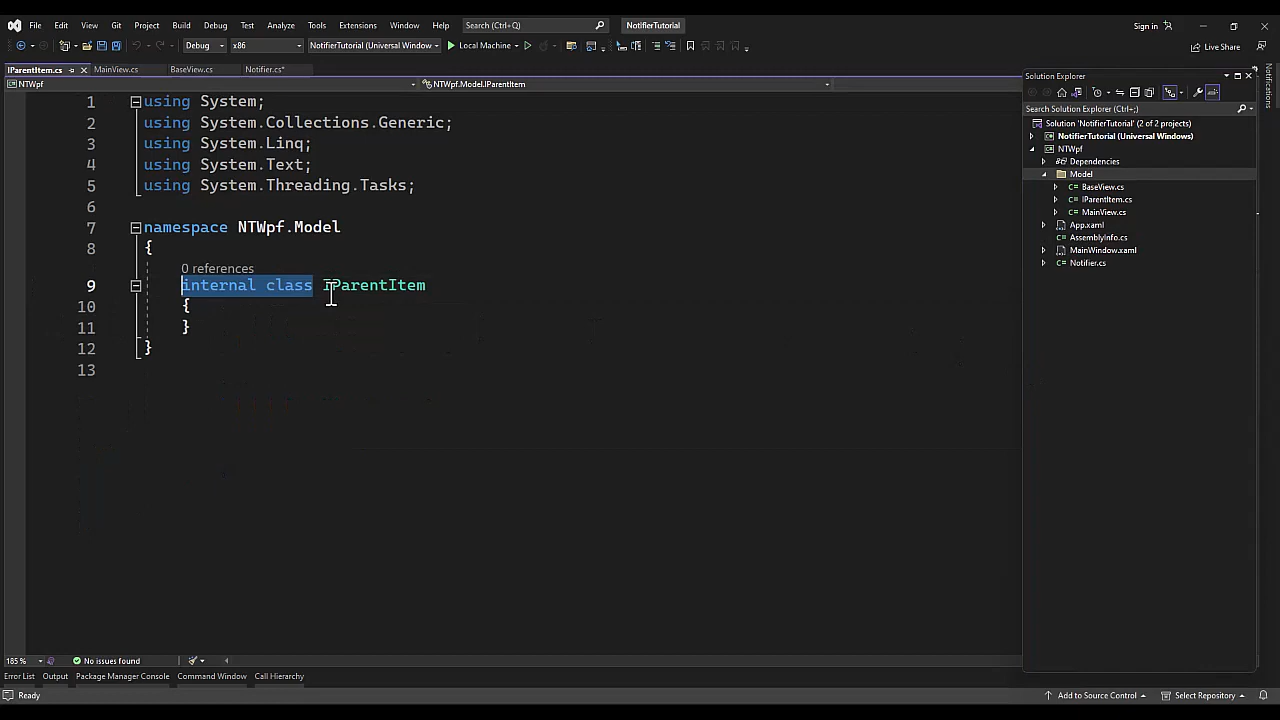 File Edit View Git Project Build Debug Test Analyze Tools Extensions Window Help Search (Ctrl+Q) NotifierTutorial Sign in
Debug x86 NotifierTutorial (Universal Window Local Machine Live Share
IParentItem.cs MainView.cs BaseView.cs Notifier.cs*
NTWpf NTWpf.Model.IParentItem
1 using System;
2 using System.Collections.Generic;
3 using System.Linq;
4 using System.Text;
5 using System.Threading.Tasks;
6
7 namespace NTWpf.Model
8 {
0 references
9 internal class IParentItem
10 {
11 }
12 }
13
Solution Explorer
Search Solution Explorer (Ctrl+;)
Solution 'NotifierTutorial' (2 of 2 projects)
NotifierTutorial (Universal Windows)
NTWpf
Dependencies
Model
BaseView.cs
IParentItem.cs
MainView.cs
App.xaml
AssemblyInfo.cs
MainWindow.xaml
Notifier.cs
Notifications
185 % No issues found
Error List Output Package Manager Console Command Window Call Hierarchy
Ready Add to Source Control Select Repository